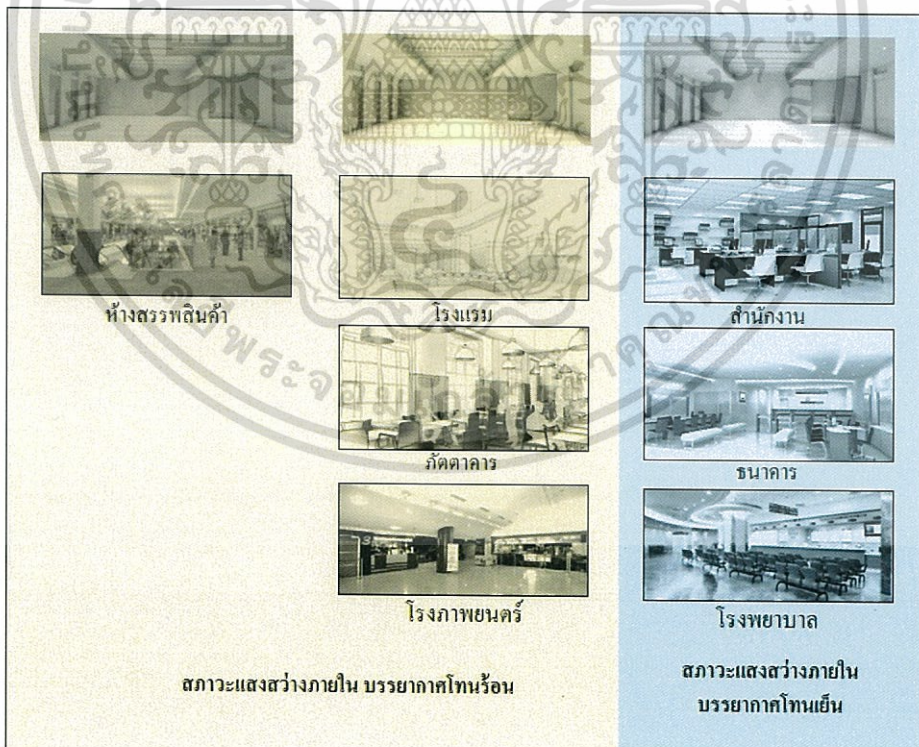 ห้างสรรพสินค้า
โรงแรม
สำนักงาน
ภัตตาคาร
ธนาคาร
โรงภาพยนตร์
โรงพยาบาล
สภาวะแสงสว่างภายใน บรรยากาศโทนร้อน
สภาวะแสงสว่างภายใน
บรรยากาศโทนเย็น